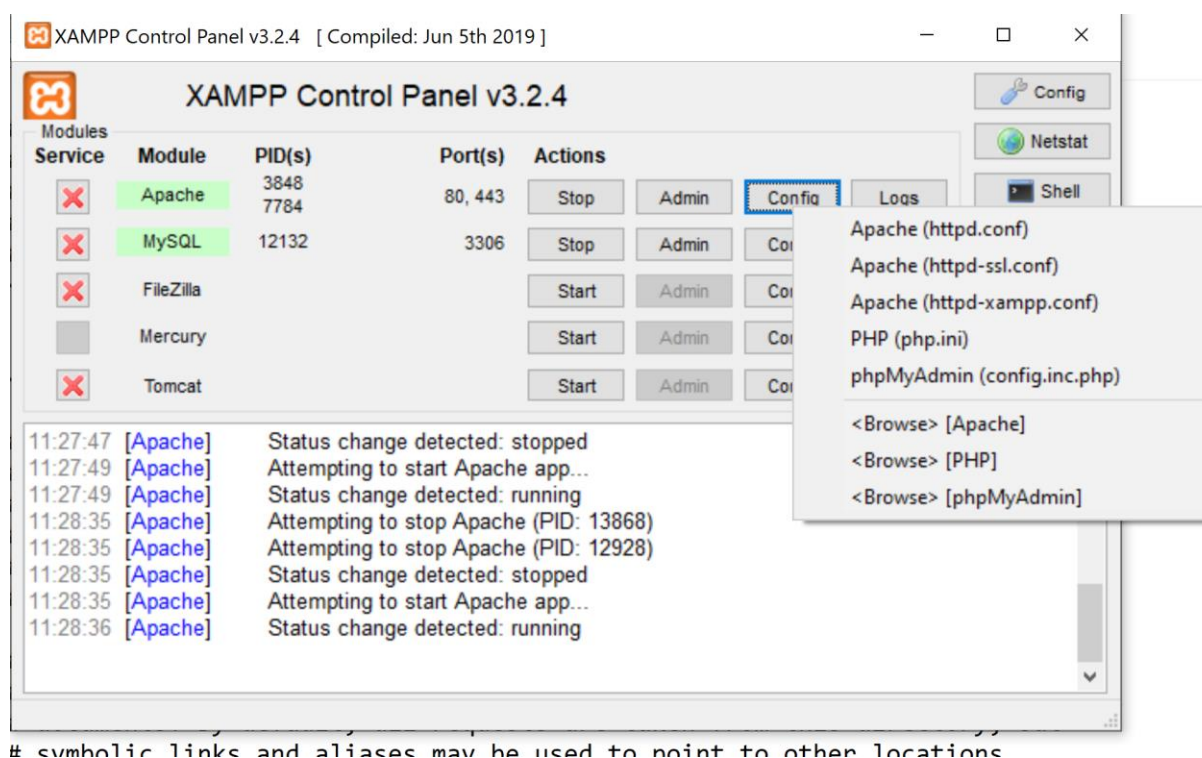 XAMPP Control Panel v3.2.4 [ Compiled: Jun 5th 2019 ]
XAMPP Control Panel v3.2.4
Config
Modules
Service Module PID(s) Port(s) Actions
Netstat
Apache 3848 7784 80, 443 Stop Admin Config Logs
Shell
MySQL 12132 3306 Stop Admin
FileZilla Start Admin
Mercury Start Admin
Tomcat Start Admin
Apache (httpd.conf)
Apache (httpd-ssl.conf)
Apache (httpd-xampp.conf)
PHP (php.ini)
phpMyAdmin (config.inc.php)
<Browse> [Apache]
<Browse> [PHP]
<Browse> [phpMyAdmin]
11:27:47 [Apache] Status change detected: stopped
11:27:49 [Apache] Attempting to start Apache app...
11:27:49 [Apache] Status change detected: running
11:28:35 [Apache] Attempting to stop Apache (PID: 13868)
11:28:35 [Apache] Attempting to stop Apache (PID: 12928)
11:28:35 [Apache] Status change detected: stopped
11:28:35 [Apache] Attempting to start Apache app...
11:28:36 [Apache] Status change detected: running
# symbolic links and aliases may be used to point to other locations